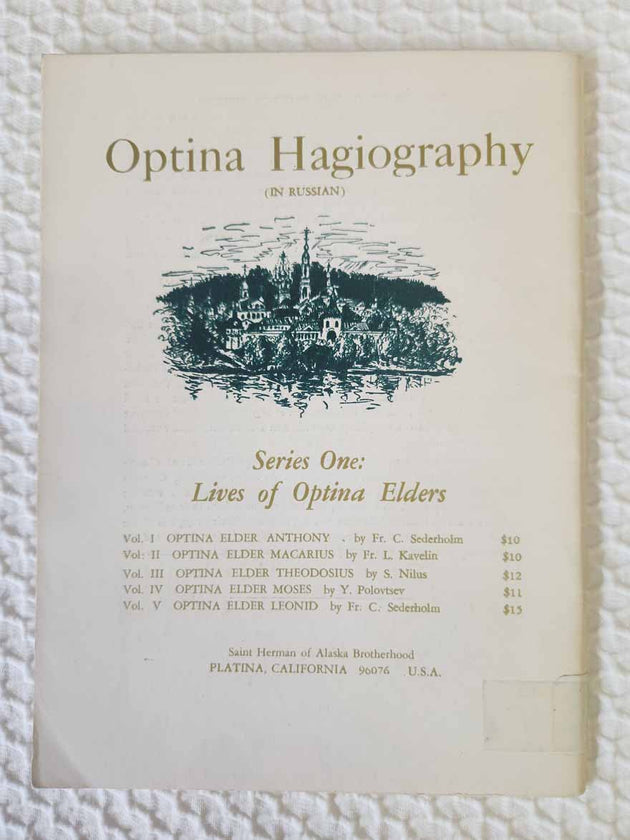 Optina Hagiography
(IN RUSSIAN)
Series One:
Lives of Optina Elders
Vol. I OPTINA ELDER ANTHONY . by Fr. C. Sederholm $10
Vol: II OPTINA ELDER MACARIUS by Fr. L. Kavelin $10
Vol. III OPTINA ELDER THEODOSIUS by S. Nilus $12
Vol. IV OPTINA ELDER MOSES by Y. Polovtsev $11
Vol. V OPTINA ELDER LEONID by Fr. C. Sederholm $15
Saint Herman of Alaska Brotherhood
PLATINA, CALIFORNIA 96076 U.S.A.